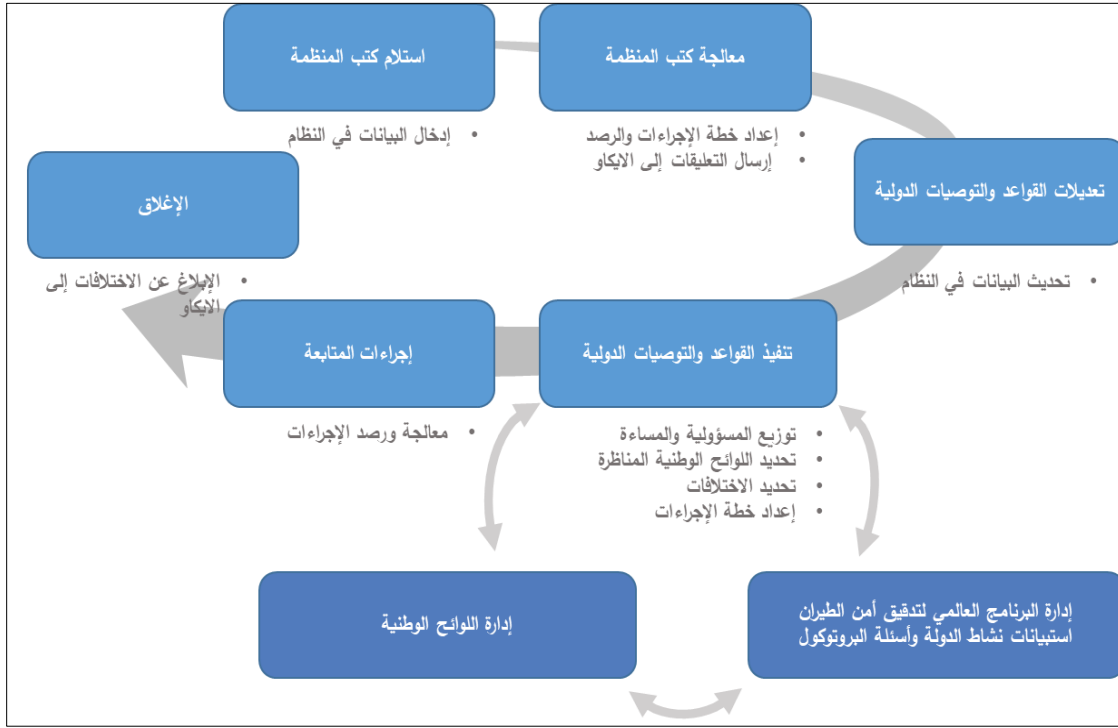 استلام كتب المنظمة
• إدخال البيانات في النظام
معالجة كتب المنظمة
• إعداد خطة الإجراءات والرصد
• إرسال التعليقات إلى الايكاو
تعديلات القواعد والتوصيات الدولية
• تحديث البيانات في النظام
تنفيذ القواعد والتوصيات الدولية
• توزيع المسؤولية والمساءة
• تحديد اللوائح الوطنية المناظرة
• تحديد الاختلافات
• إعداد خطة الإجراءات
إجراءات المتابعة
• معالجة ورصد الإجراءات
الإغلاق
• الإبلاغ عن الاختلافات إلى
الايكاو
إدارة البرنامج العالمي لتدقيق أمن الطيران
استبيانات نشاط الدولة وأسئلة البروتوكول
إدارة اللوائح الوطنية